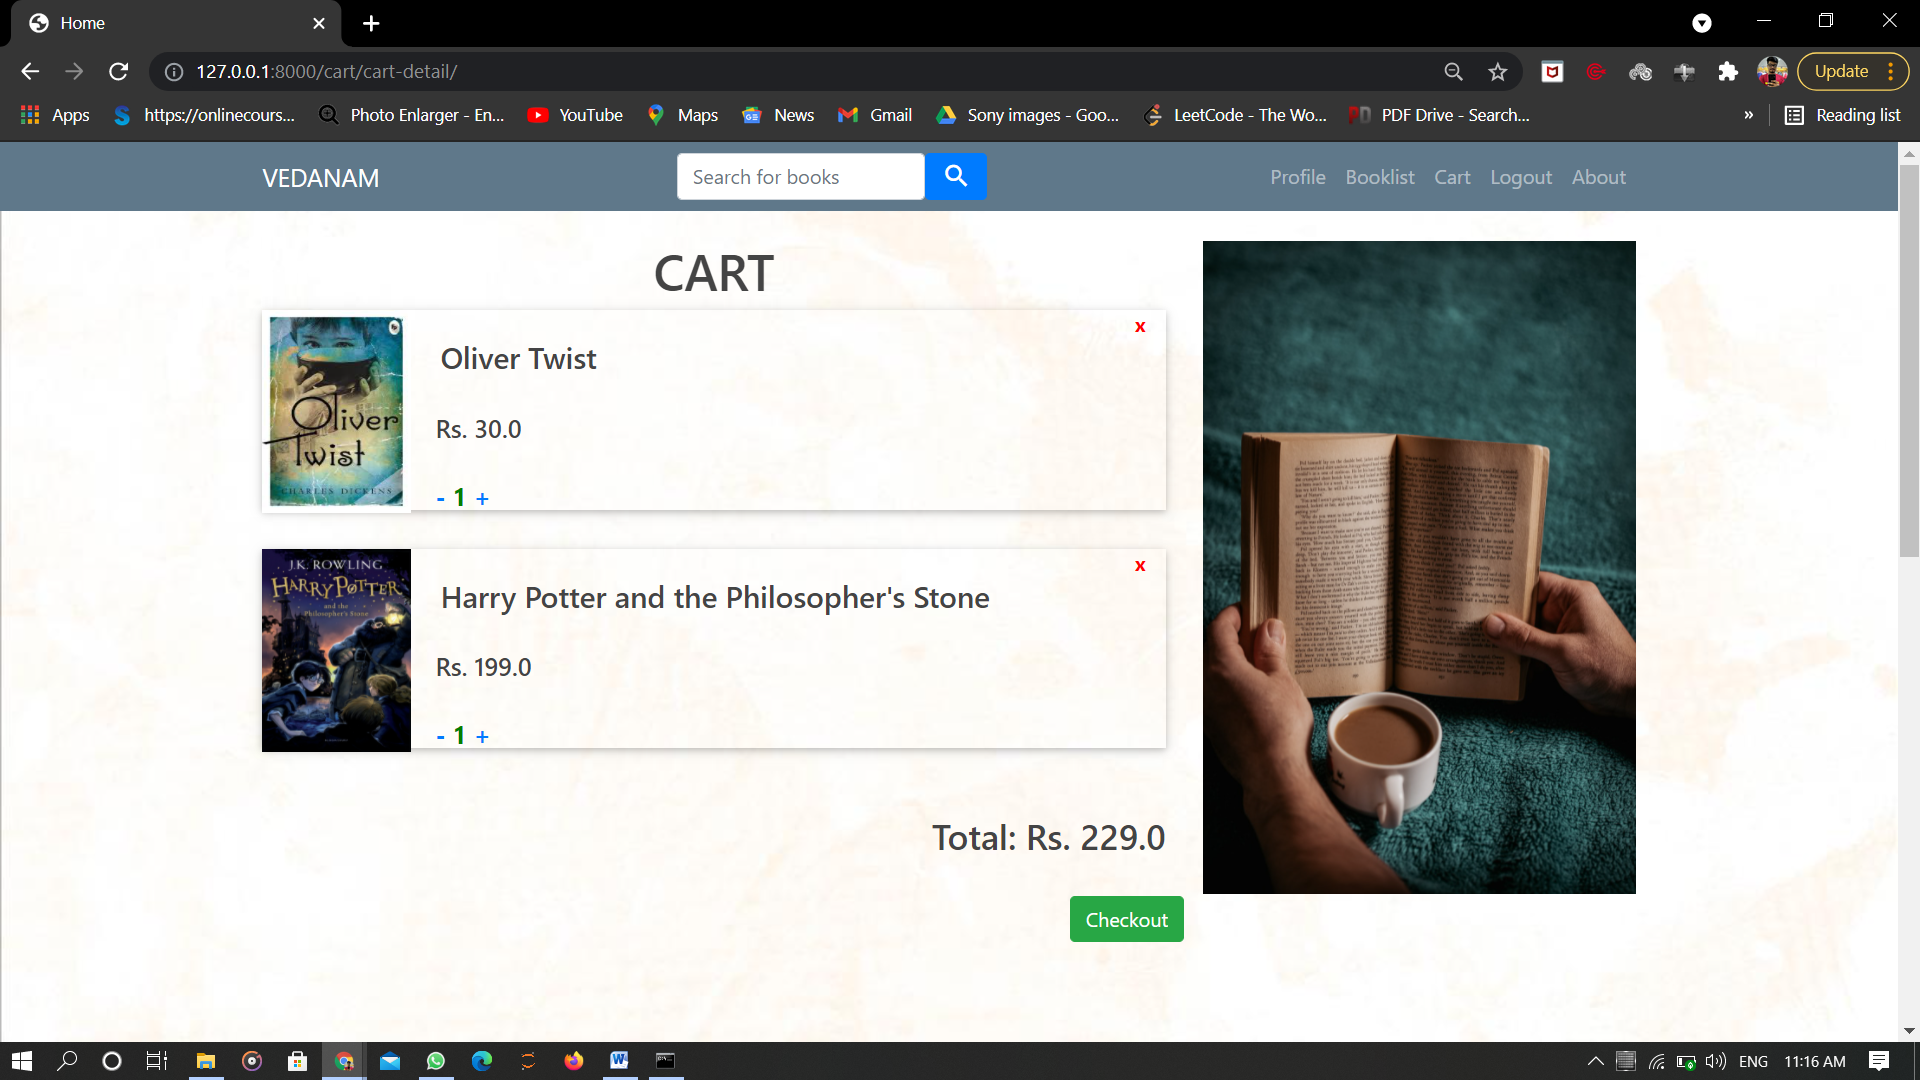 Home
127.0.0.1:8000/cart/cart-detail/
Update
Apps
https://onlinecours...
Photo Enlarger - En...
YouTube
Maps
News
Gmail
Sony images - Goo...
LeetCode - The Wo...
PDF Drive - Search...
»
Reading list
VEDANAM
Search for books
Profile
Booklist
Cart
Logout
About
CART
x
Oliver
Twist
CHARLES DICKENS
Oliver Twist
Rs. 30.0
- 1 +
x
J.K. ROWLING
HARRY POTTER
and the
Philosopher's Stone
Harry Potter and the Philosopher's Stone
Rs. 199.0
- 1 +
Total: Rs. 229.0
Checkout
ENG
11:16 AM